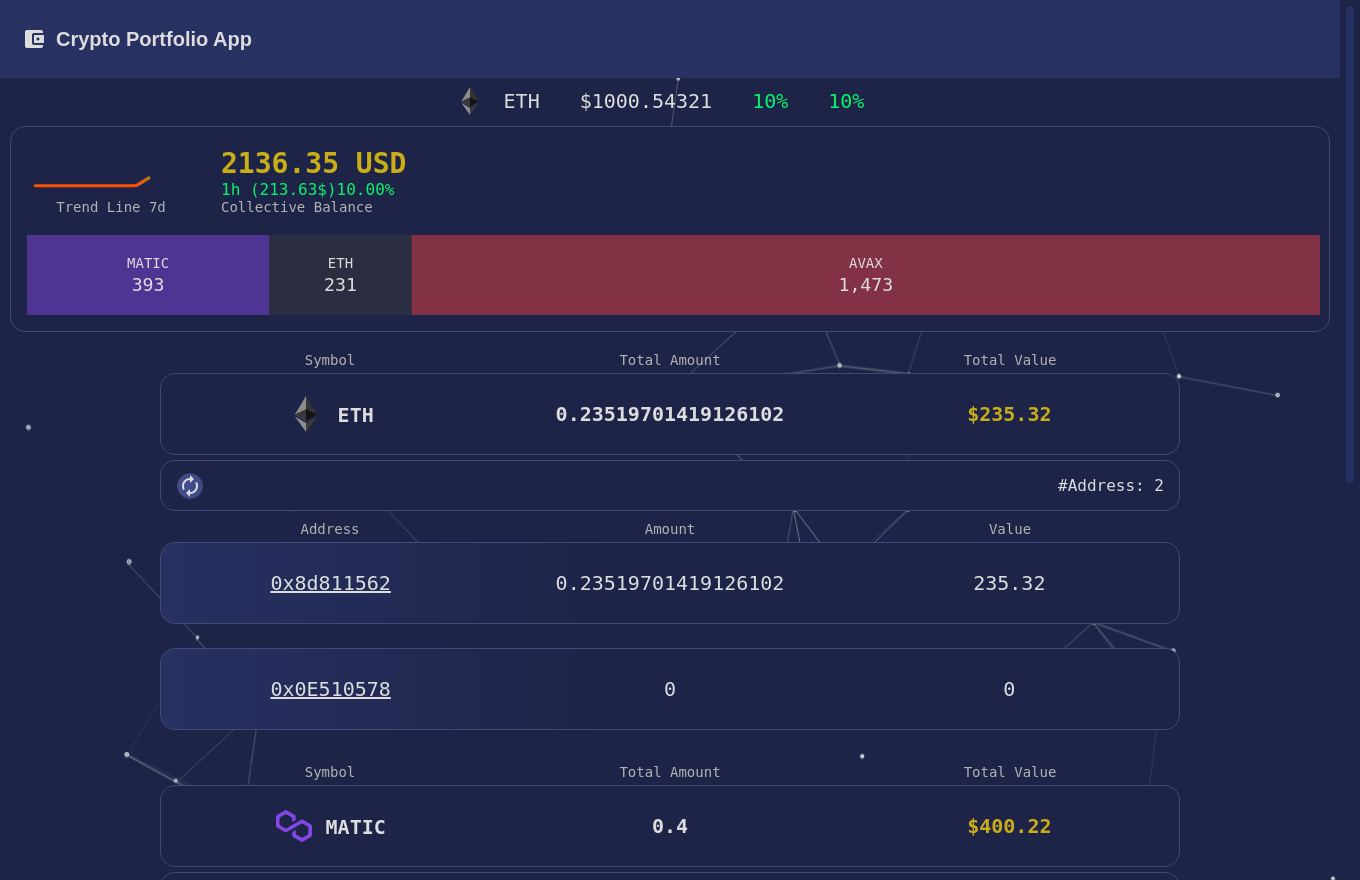 Crypto Portfolio App
ETH $1000.54321 10% 10%
2136.35 USD
1h (213.63$)10.00%
Trend Line 7d Collective Balance
MATIC ETH AVAX
393 231 1,473
Symbol Total Amount Total Value
ETH 0.23519701419126102 $235.32
#Address: 2
Address Amount Value
0x8d811562 0.23519701419126102 235.32
0x0E510578 0 0
Symbol Total Amount Total Value
MATIC 0.4 $400.22